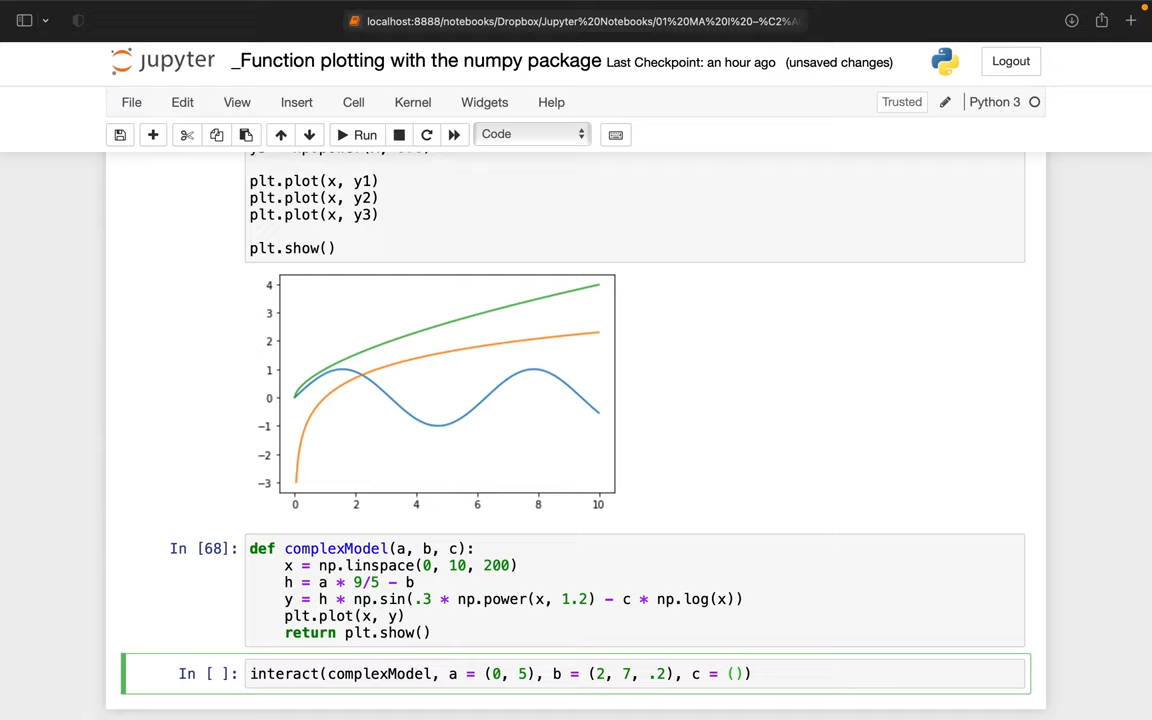 localhost:8888/notebooks/Dropbox/Jupyter%20Notebooks/01%20MA%20I%20–%C2%A
jupyter _Function plotting with the numpy package Last Checkpoint: an hour ago (unsaved changes) Logout
File Edit View Insert Cell Kernel Widgets Help Trusted Python 3
Run Code
plt.plot(x, y1)
plt.plot(x, y2)
plt.plot(x, y3)
plt.show()
4
3
2
1
0
−1
−2
−3
0 2 4 6 8 10
In [68]: def complexModel(a, b, c):
x = np.linspace(0, 10, 200)
h = a * 9/5 - b
y = h * np.sin(.3 * np.power(x, 1.2) - c * np.log(x))
plt.plot(x, y)
return plt.show()
In [ ]: interact(complexModel, a = (0, 5), b = (2, 7, .2), c = ())